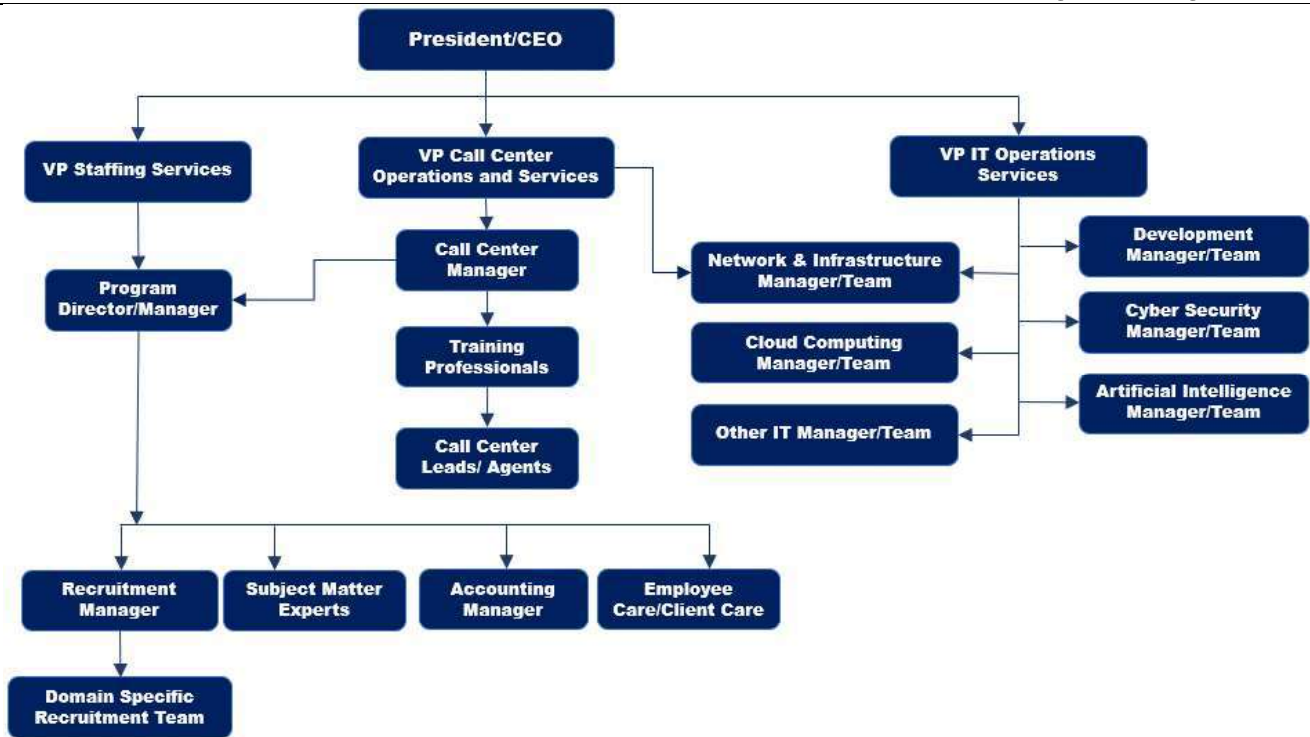 President/CEO
VP Staffing Services
VP Call Center
Operations and Services
VP IT Operations
Services
Call Center
Manager
Program
Director/Manager
Network & Infrastructure
Manager/Team
Development
Manager/Team
Training
Professionals
Cloud Computing
Manager/Team
Cyber Security
Manager/Team
Call Center
Leads/ Agents
Other IT Manager/Team
Artificial Intelligence
Manager/Team
Recruitment
Manager
Subject Matter
Experts
Accounting
Manager
Employee
Care/Client Care
Domain Specific
Recruitment Team